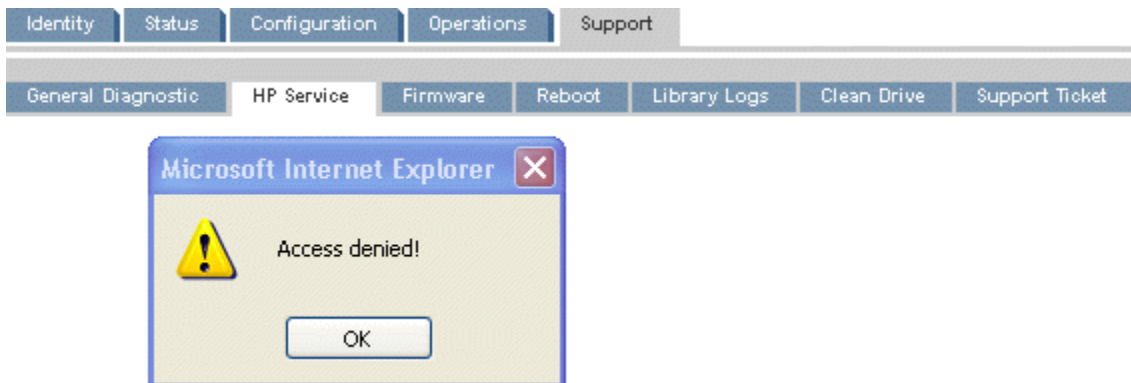 Identity Status Configuration Operations Support
General Diagnostic HP Service Firmware Reboot Library Logs Clean Drive Support Ticket
Microsoft Internet Explorer
Access denied!
OK